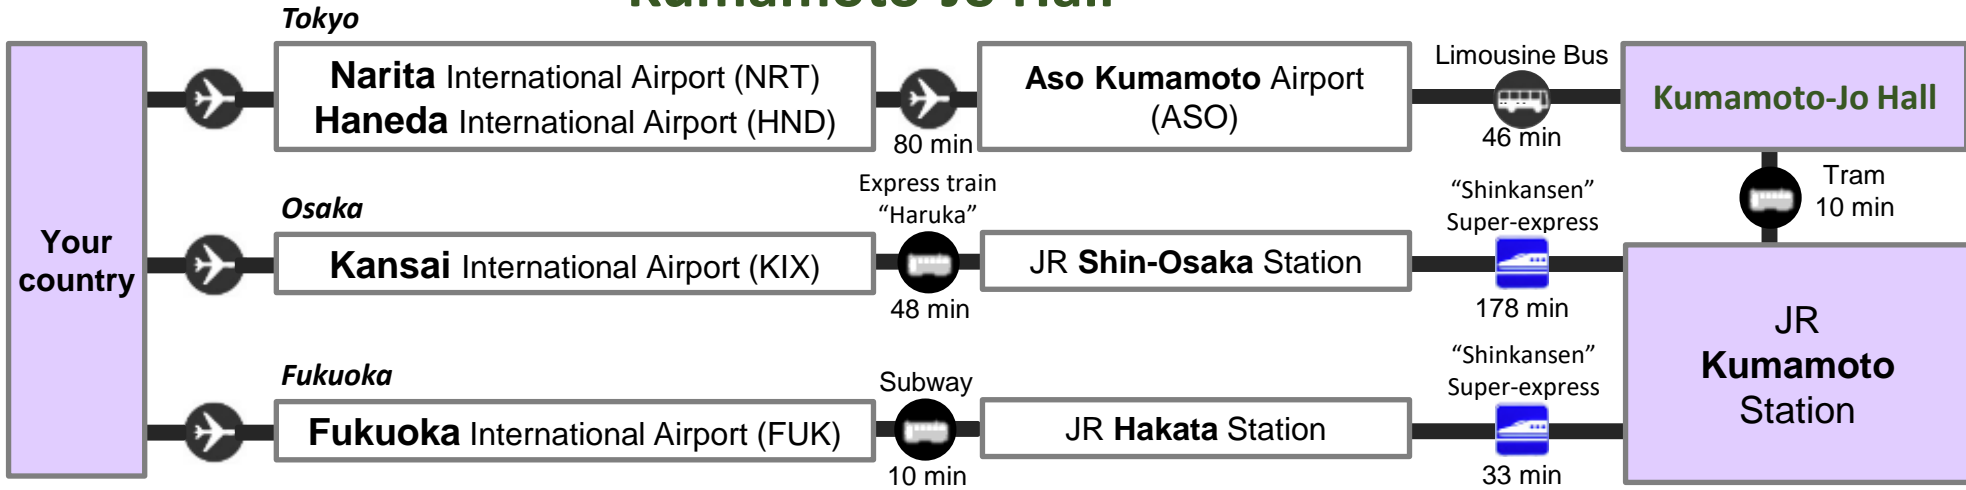 Kumamoto-Jo Hall
Tokyo
Narita International Airport (NRT)
Haneda International Airport (HND)
80 min
Aso Kumamoto Airport
(ASO)
Limousine Bus
46 min
Kumamoto-Jo Hall
Tram
10 min
Your
country
Osaka
Kansai International Airport (KIX)
Express train
“Haruka”
48 min
JR Shin-Osaka Station
“Shinkansen”
Super-express
178 min
JR
Kumamoto
Station
Fukuoka
Fukuoka International Airport (FUK)
Subway
10 min
JR Hakata Station
“Shinkansen”
Super-express
33 min